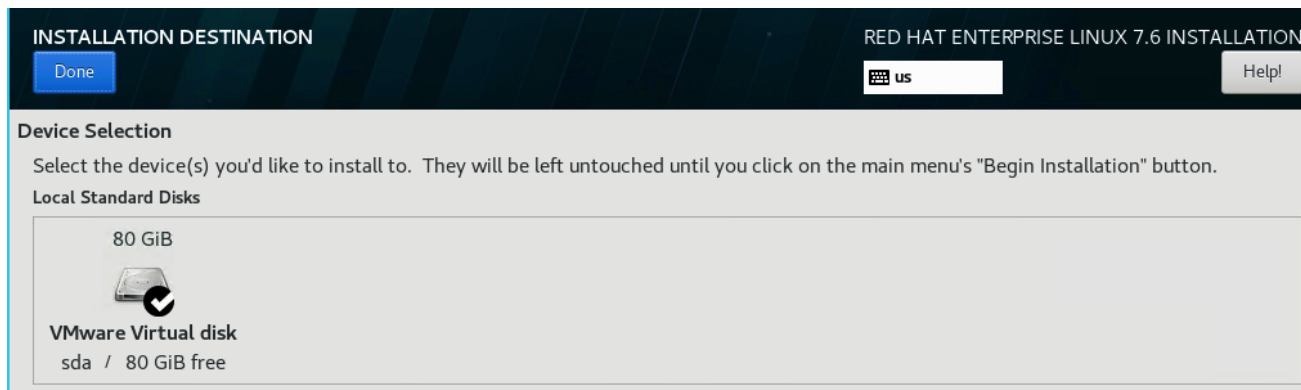 INSTALLATION DESTINATION
RED HAT ENTERPRISE LINUX 7.6 INSTALLATION
Done
us
Help!
Device Selection
Select the device(s) you'd like to install to. They will be left untouched until you click on the main menu's "Begin Installation" button.
Local Standard Disks
80 GiB
VMware Virtual disk
sda / 80 GiB free